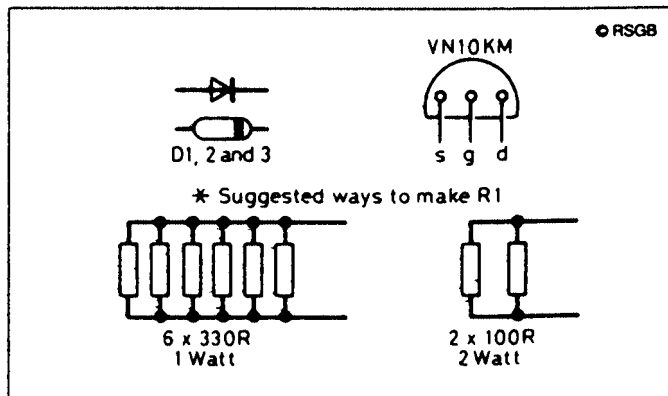 © RSGB
VN10KM
s g d
D1, 2 and 3
* Suggested ways to make R1
6 x 330R
1 Watt
2 x 100R
2 Watt